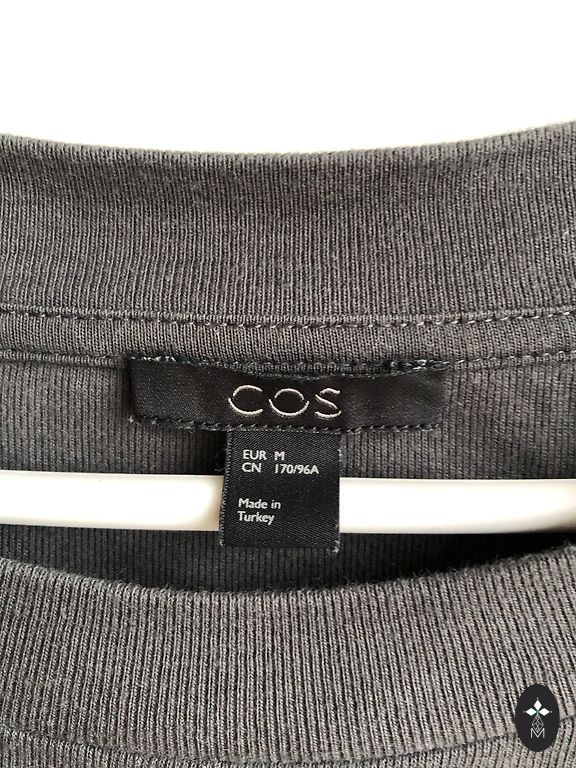 COS
EUR M
CN 170/96A
Made in
Turkey
M